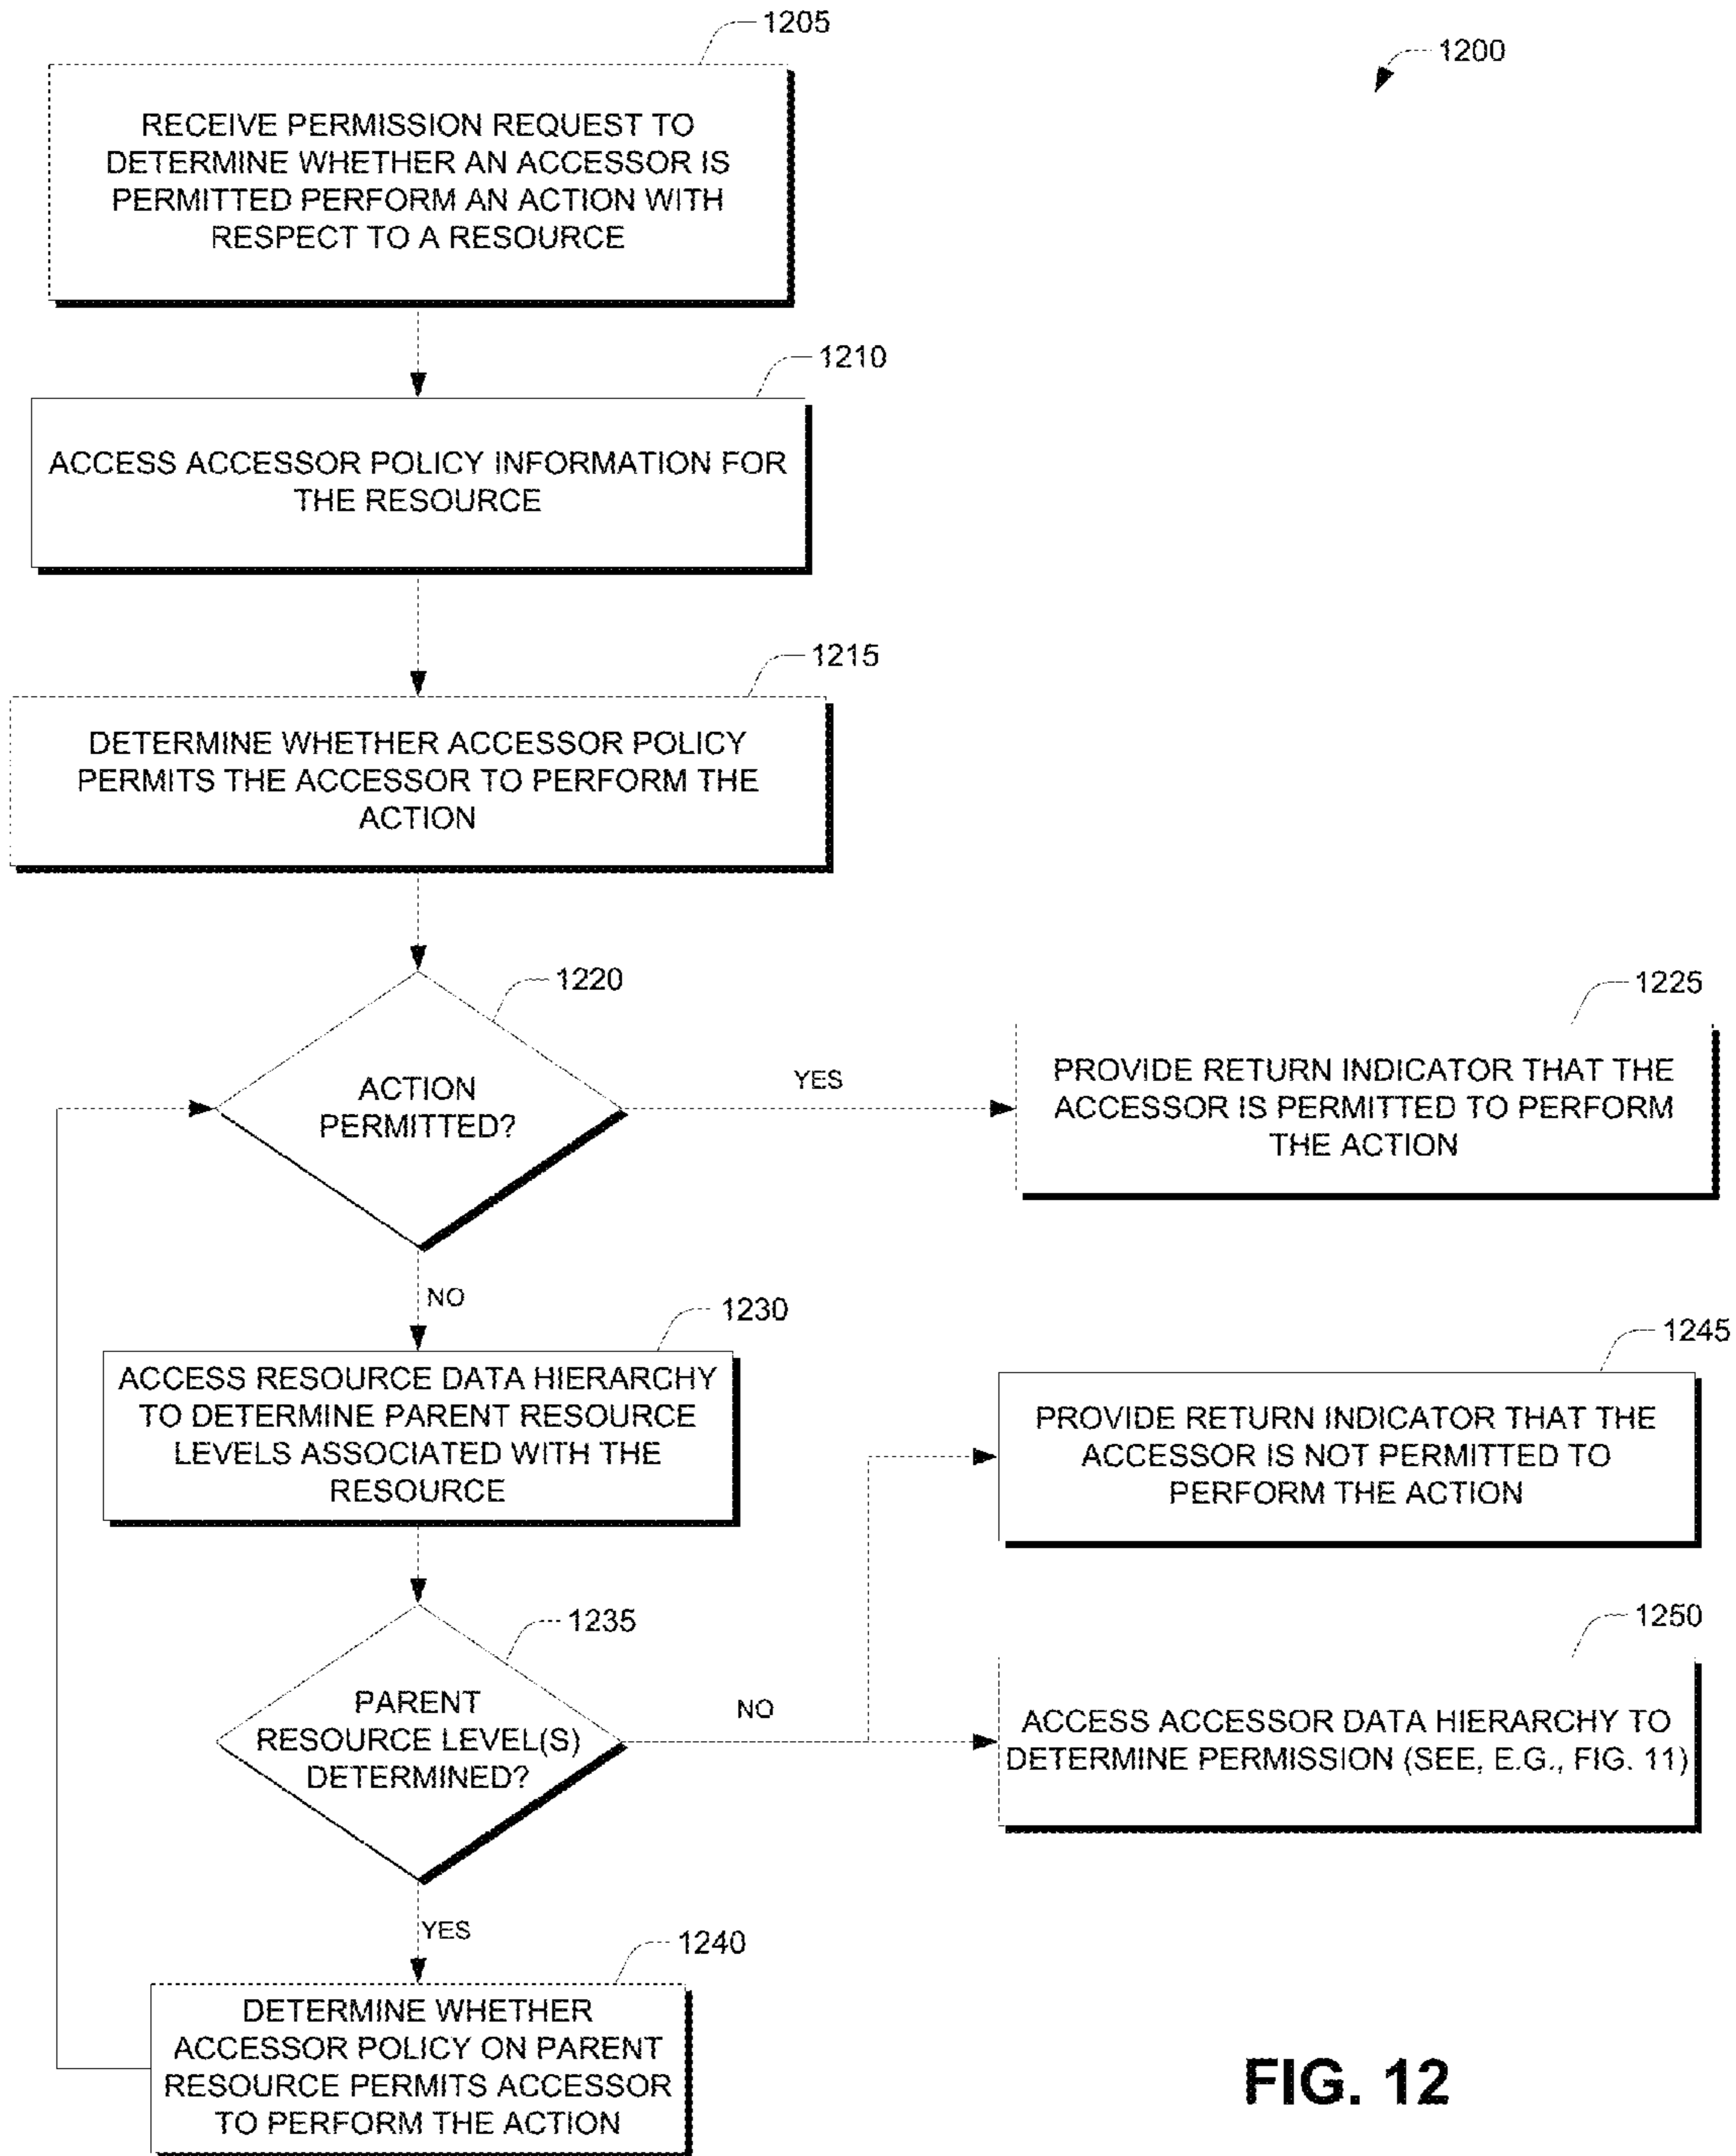 1205
1200
RECEIVE PERMISSION REQUEST TO
DETERMINE WHETHER AN ACCESSOR IS
PERMITTED PERFORM AN ACTION WITH
RESPECT TO A RESOURCE
1210
ACCESS ACCESSOR POLICY INFORMATION FOR
THE RESOURCE
1215
DETERMINE WHETHER ACCESSOR POLICY
PERMITS THE ACCESSOR TO PERFORM THE
ACTION
1220
ACTION
PERMITTED?
YES
1225
PROVIDE RETURN INDICATOR THAT THE
ACCESSOR IS PERMITTED TO PERFORM
THE ACTION
NO
1230
ACCESS RESOURCE DATA HIERARCHY
TO DETERMINE PARENT RESOURCE
LEVELS ASSOCIATED WITH THE
RESOURCE
1245
PROVIDE RETURN INDICATOR THAT THE
ACCESSOR IS NOT PERMITTED TO
PERFORM THE ACTION
1235
PARENT
RESOURCE LEVEL(S)
DETERMINED?
NO
1250
ACCESS ACCESSOR DATA HIERARCHY TO
DETERMINE PERMISSION (SEE, E.G., FIG. 11)
YES
1240
DETERMINE WHETHER
ACCESSOR POLICY ON PARENT
RESOURCE PERMITS ACCESSOR
TO PERFORM THE ACTION
FIG. 12